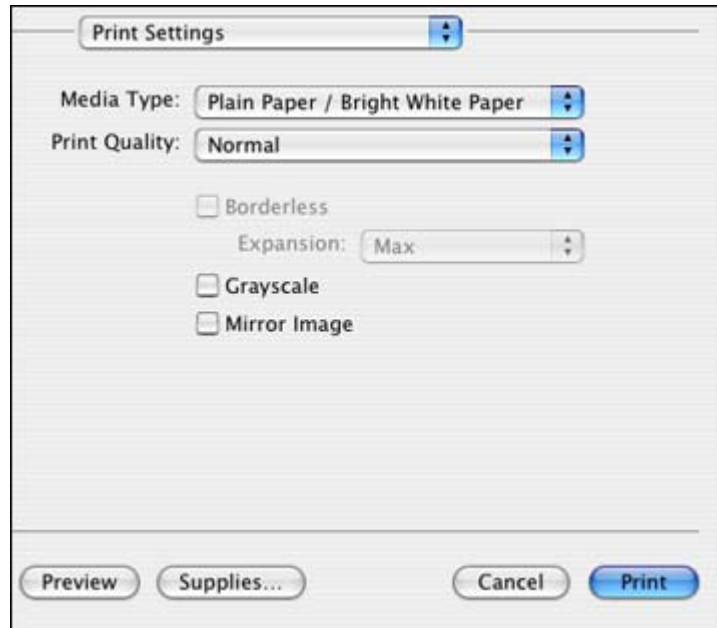 Print Settings
Media Type: Plain Paper / Bright White Paper
Print Quality: Normal
Borderless
Expansion: Max
Grayscale
Mirror Image
Preview Supplies... Cancel Print